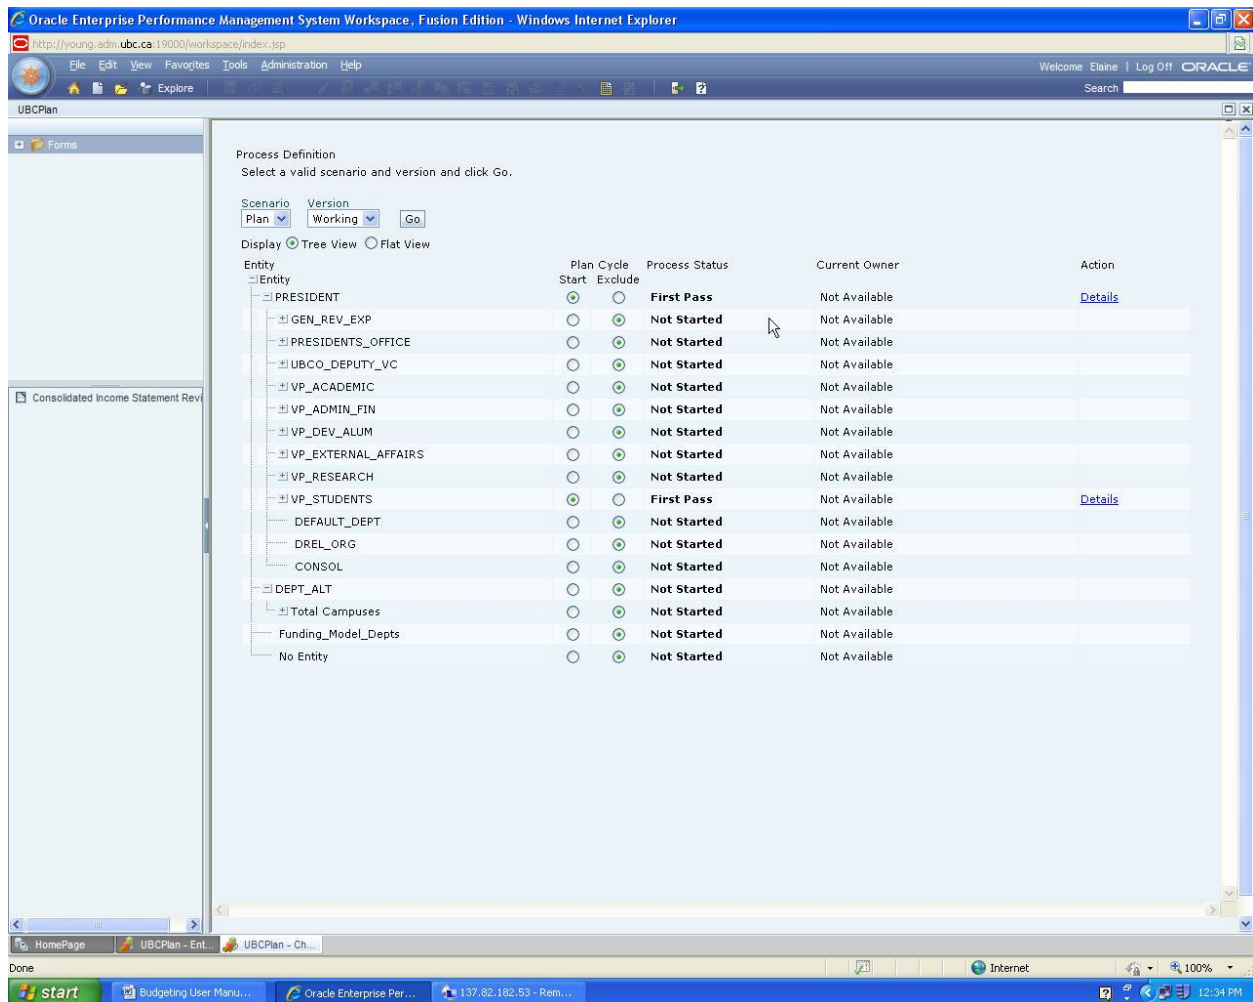 Oracle Enterprise Performance Management System Workspace, Fusion Edition - Windows Internet Explorer
http://young.adm.ubc.ca:19000/workspace/index.jsp
File Edit View Favorites Tools Administration Help
Welcome Elaine | Log Off ORACLE
Explore
Search
UBCPlan
Forms
Process Definition
Select a valid scenario and version and click Go.
Scenario Version
Plan Working Go
Display Tree View Flat View
Entity Plan Cycle Process Status Current Owner Action
Entity Start Exclude
PRESIDENT First Pass Not Available Details
GEN_REV_EXP Not Started Not Available
PRESIDENTS_OFFICE Not Started Not Available
UBCO_DEPUTY_VC Not Started Not Available
VP_ACADEMIC Not Started Not Available
Consolidated Income Statement Revi
VP_ADMIN_FIN Not Started Not Available
VP_DEV_ALUM Not Started Not Available
VP_EXTERNAL_AFFAIRS Not Started Not Available
VP_RESEARCH Not Started Not Available
VP_STUDENTS First Pass Not Available Details
DEFAULT_DEPT Not Started Not Available
DREL_ORG Not Started Not Available
CONSOL Not Started Not Available
DEPT_ALT Not Started Not Available
Total Campuses Not Started Not Available
Funding_Model_Depts Not Started Not Available
No Entity Not Started Not Available
HomePage UBCPlan - Ent... UBCPlan - Ch...
Done Internet 100%
start Budgeting User Manu... Oracle Enterprise Per... 137.82.182.53 - Rem... 12:34 PM